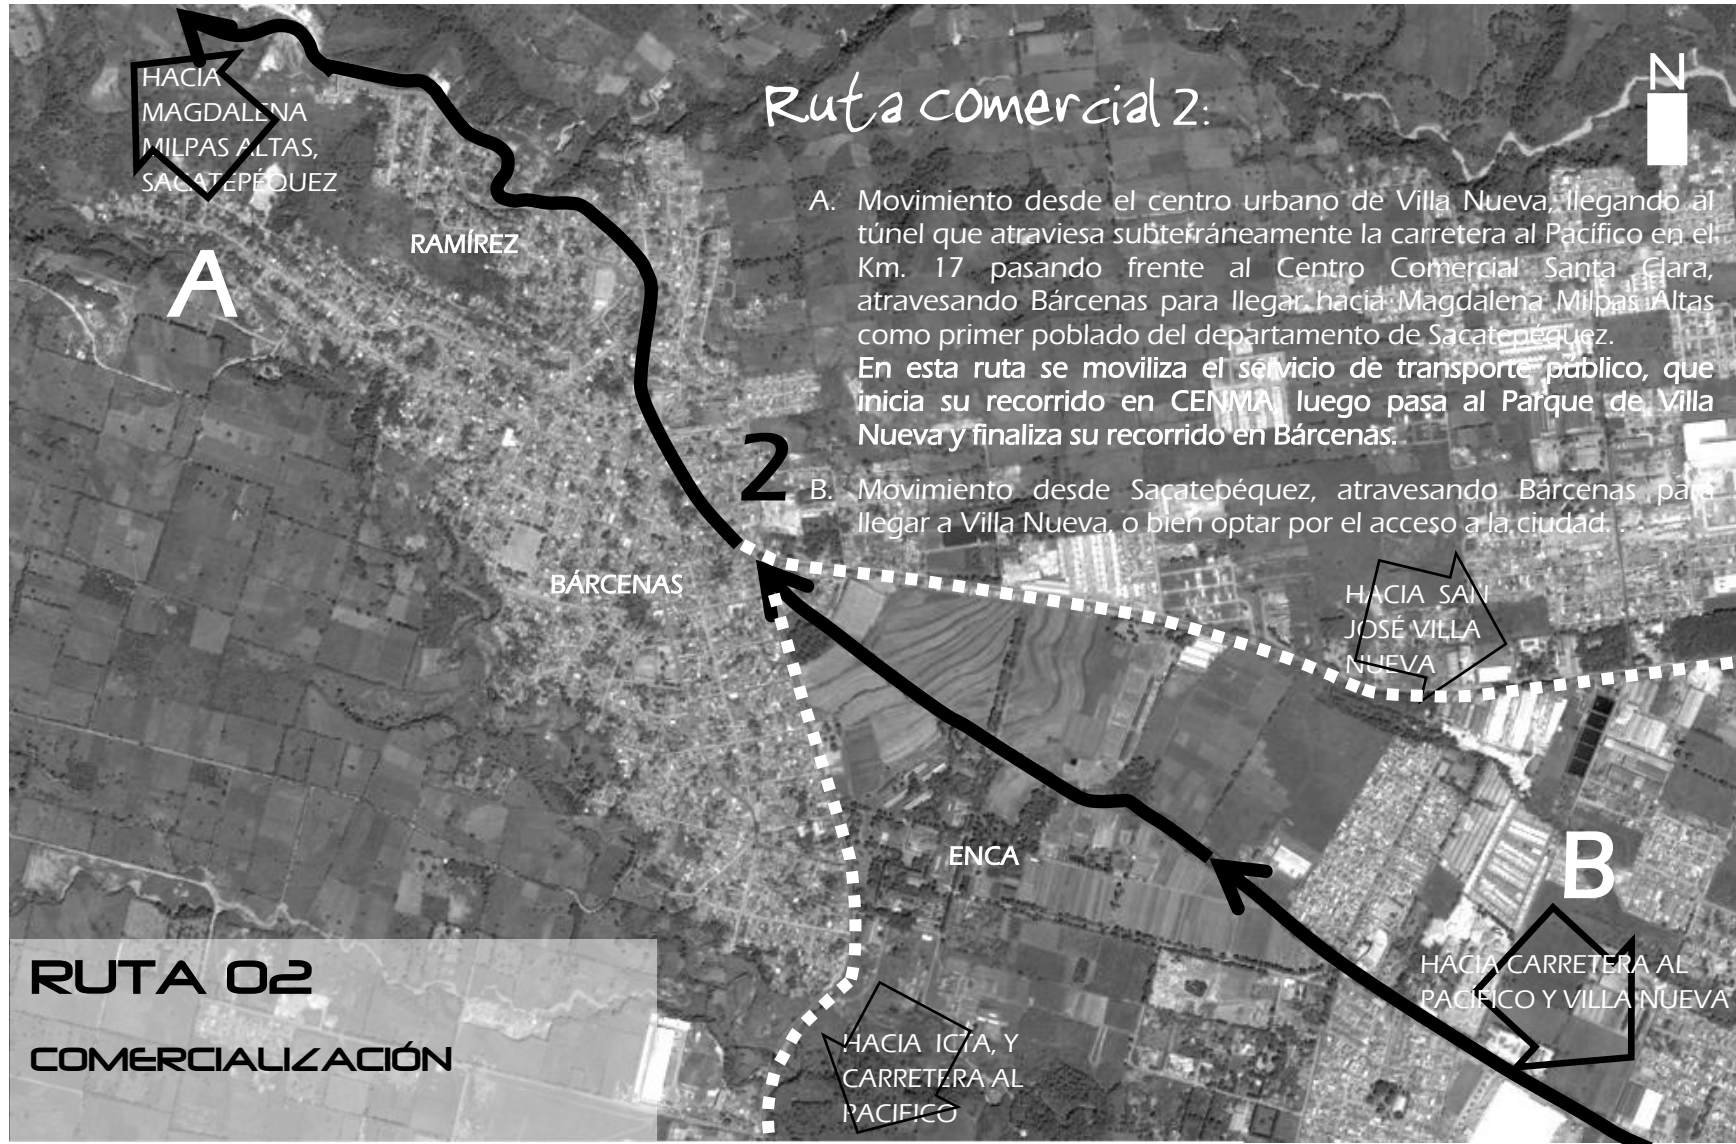 HACIA
MAGDALENA
MILPAS ALTAS,
SACATEPÉQUEZ
Ruta comercial 2:
N
A. Movimiento desde el centro urbano de Villa Nueva, llegando al
túnel que atraviesa subterráneamente la carretera al Pacífico en el
Km. 17 pasando frente al Centro Comercial Santa Clara,
atravesando Bárcenas para llegar hacia Magdalena Milpas Altas
como primer poblado del departamento de Sacatepéquez.
En esta ruta se moviliza el servicio de transporte público, que
inicia su recorrido en CENMA, luego pasa al Parque de Villa
Nueva y finaliza su recorrido en Bárcenas.
B. Movimiento desde Sacatepéquez, atravesando Bárcenas para
llegar a Villa Nueva, o bien optar por el acceso a la ciudad.
RAMÍREZ
A
2
BÁRCENAS
HACIA SAN
JOSÉ VILLA
NUEVA
ENCA
B
HACIA CARRETERA AL
PACÍFICO Y VILLA NUEVA
HACIA ICTA, Y
CARRETERA AL
PACIFICO
RUTA 02
COMERCIALIZACIÓN